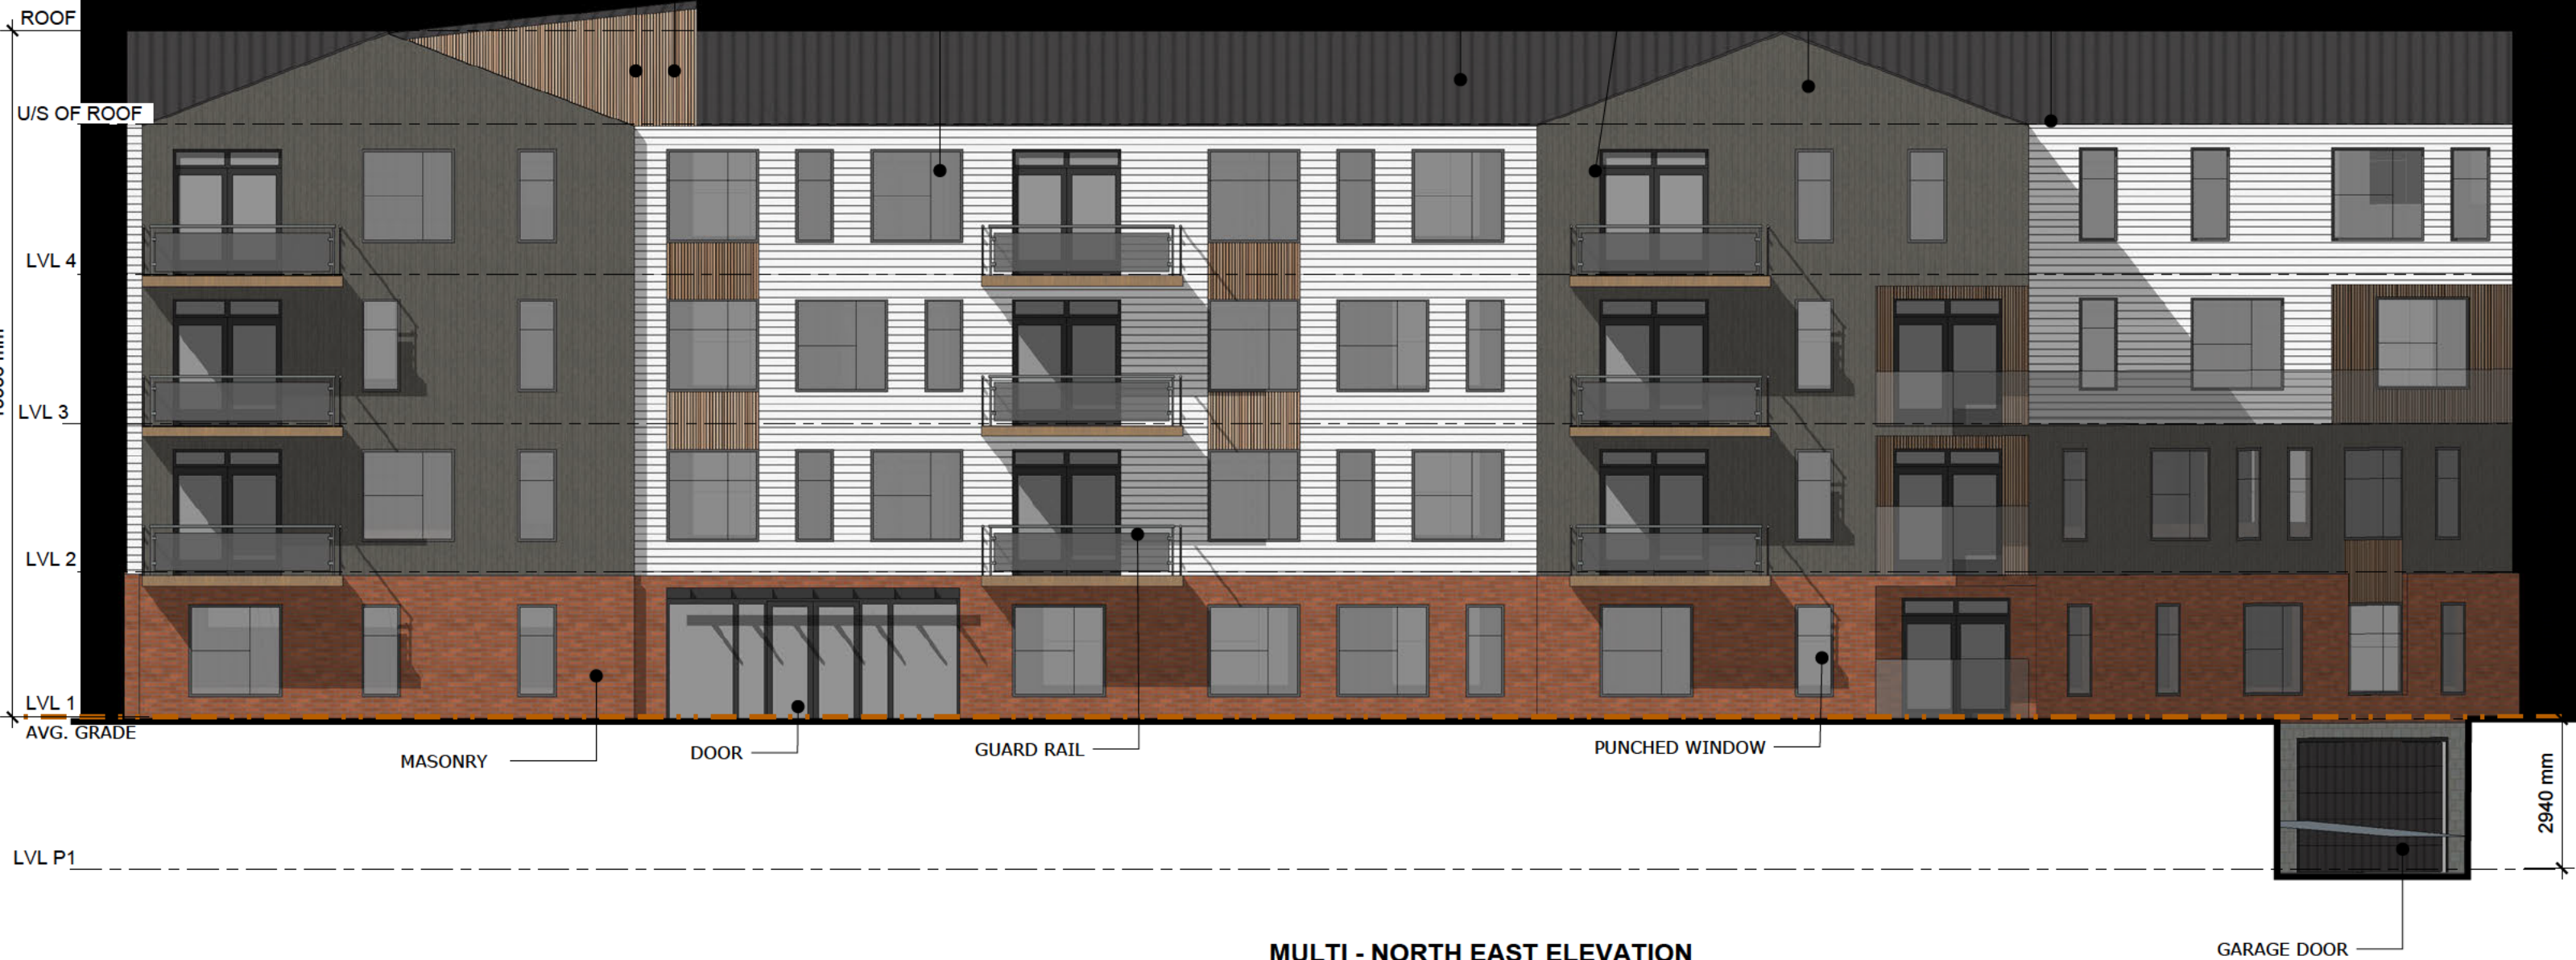 ROOF
U/S OF ROOF
LVL 4
LVL 3
LVL 2
LVL 1
AVG. GRADE
MASONRY
DOOR
GUARD RAIL
PUNCHED WINDOW
2940 mm
LVL P1
GARAGE DOOR
MULTI - NORTH EAST ELEVATION